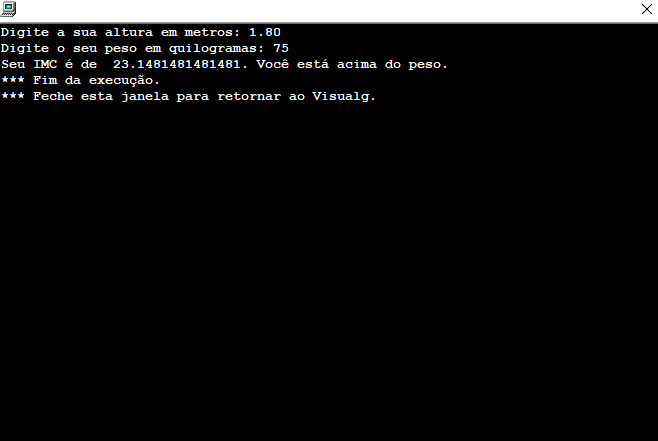 Digite a sua altura em metros: 1.80
Digite o seu peso em quilogramas: 75
Seu IMC é de  23.1481481481481. Você está acima do peso.
*** Fim da execução.
*** Feche esta janela para retornar ao Visualg.